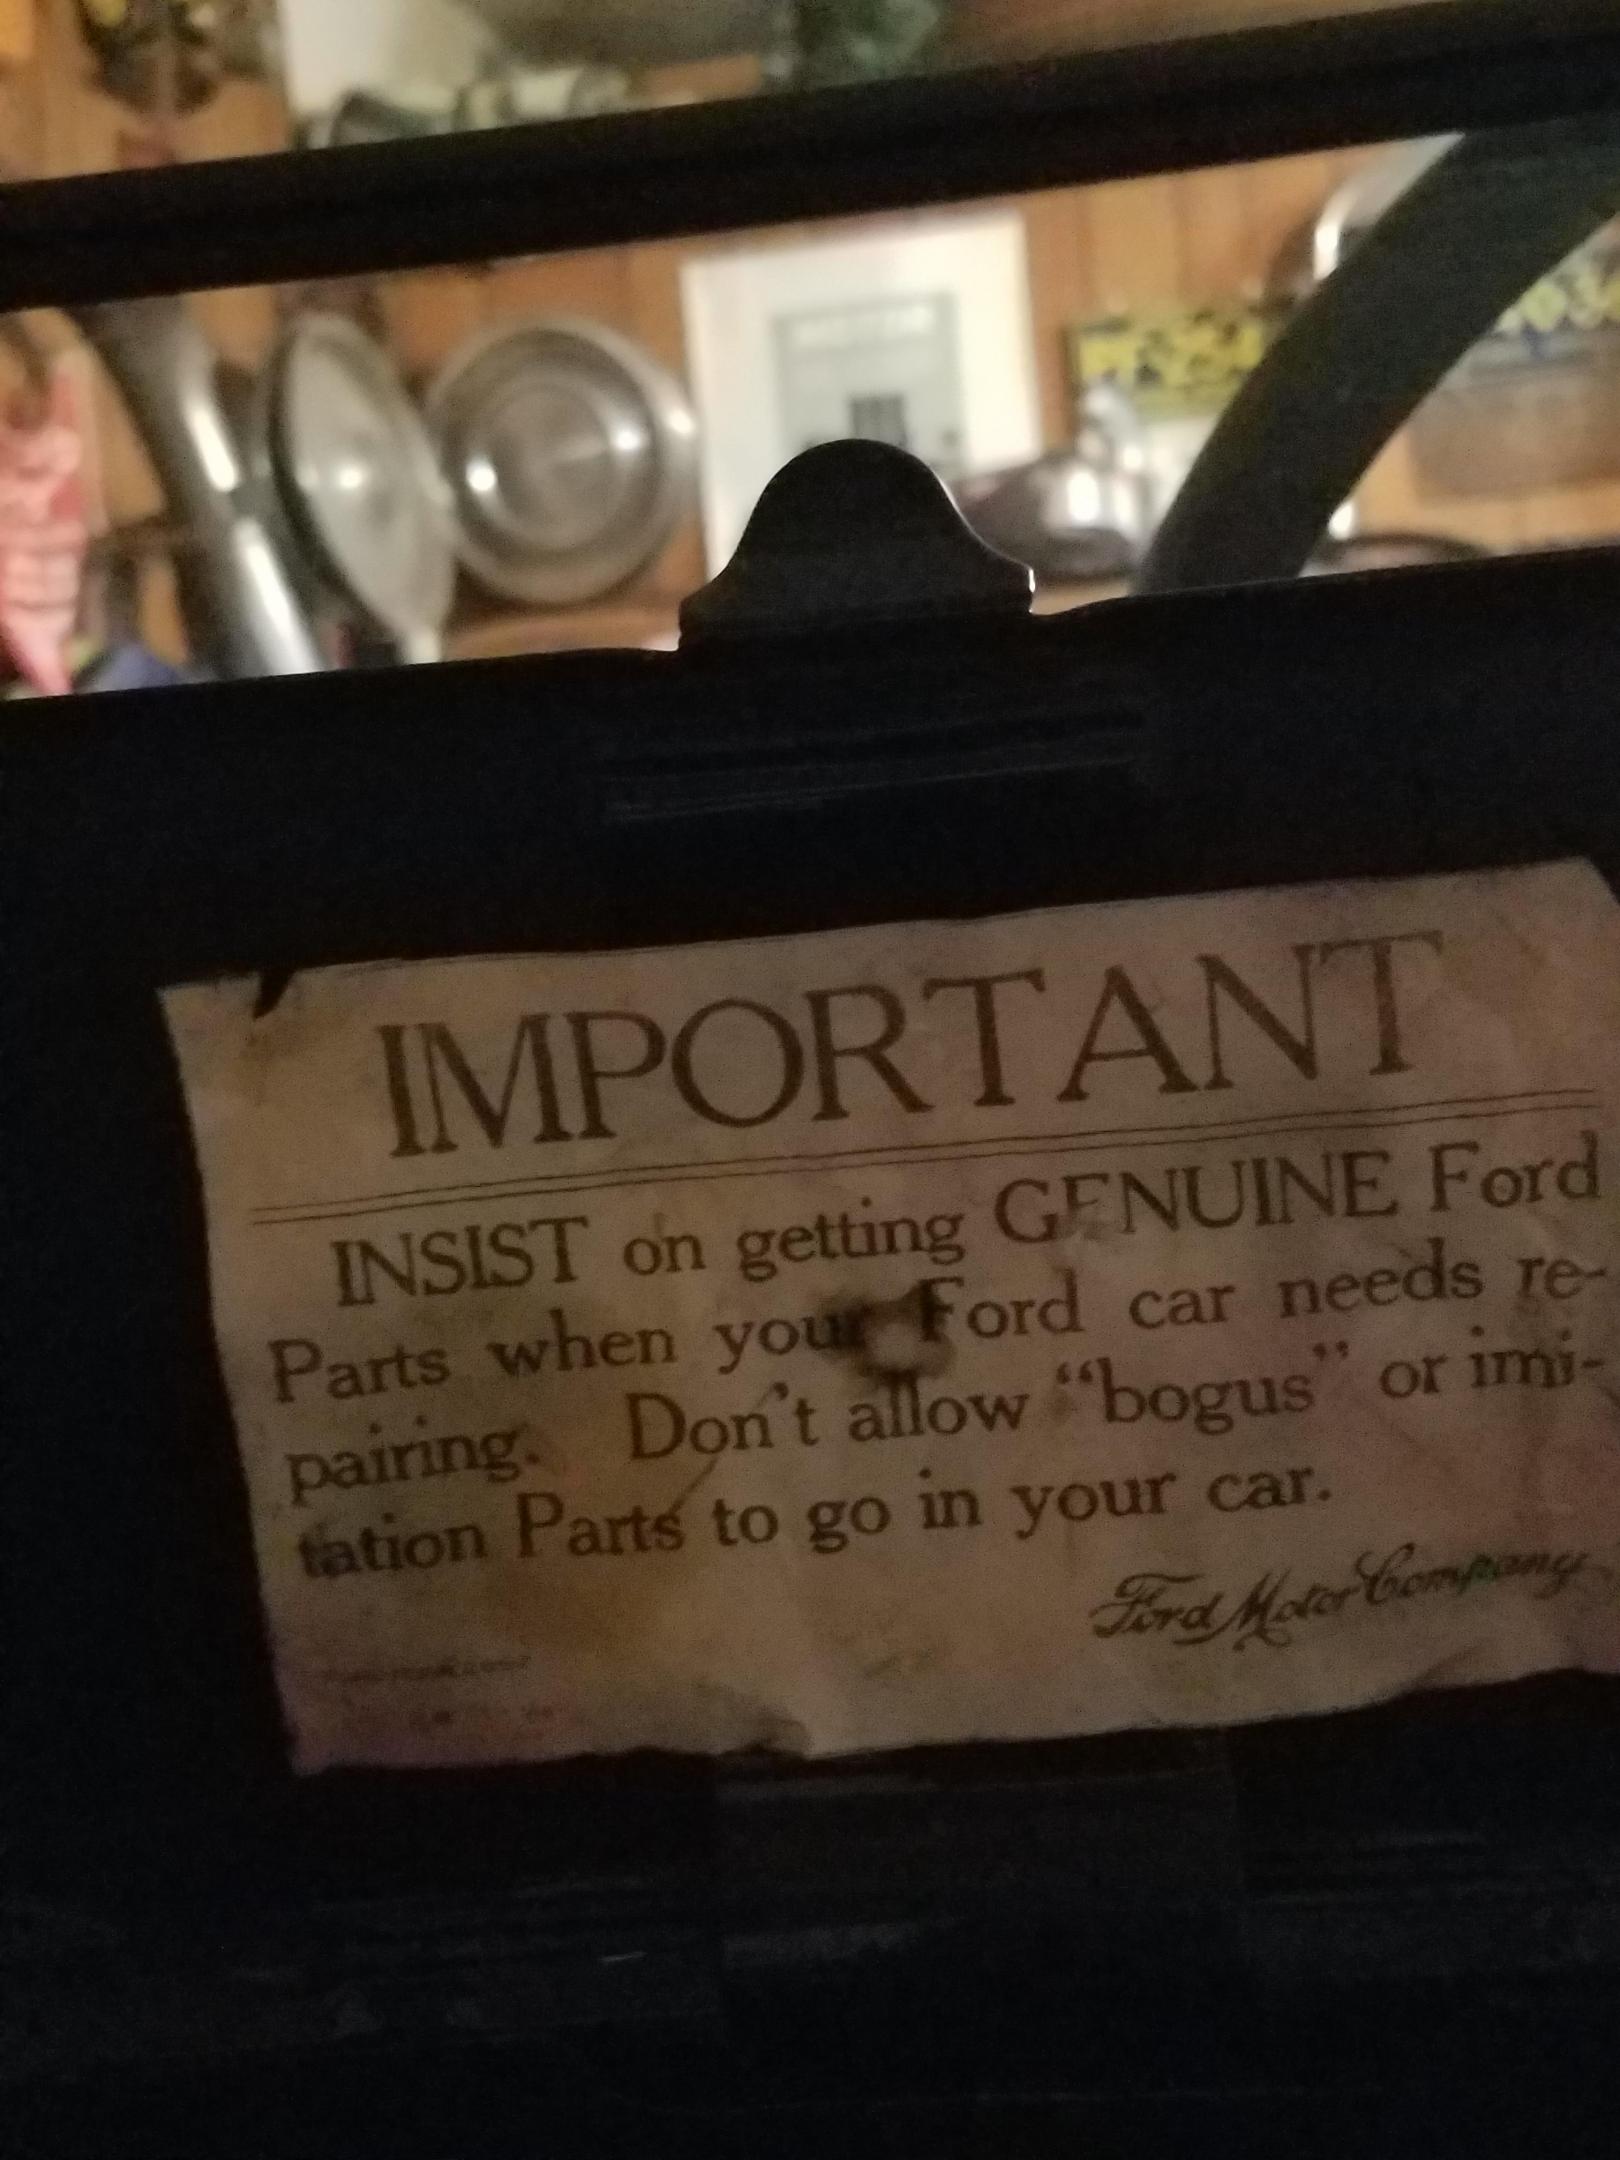 IMPORTANT
INSIST on getting GENUINE Ford
Parts when your Ford car needs re-
pairing. Don't allow "bogus" or imi-
tation Parts to go in your car.
Ford Motor Company